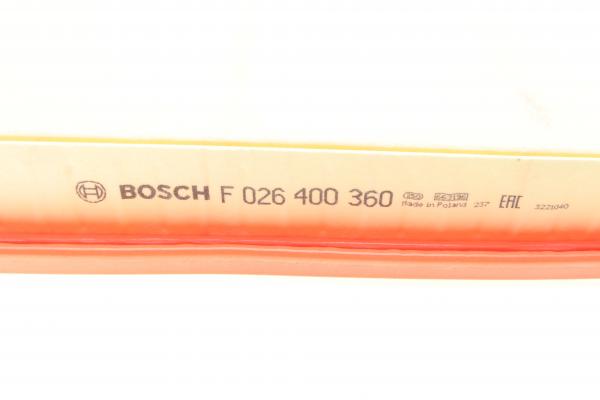 BOSCH F 026 400 360
Made in Poland 237 EAC 3221040